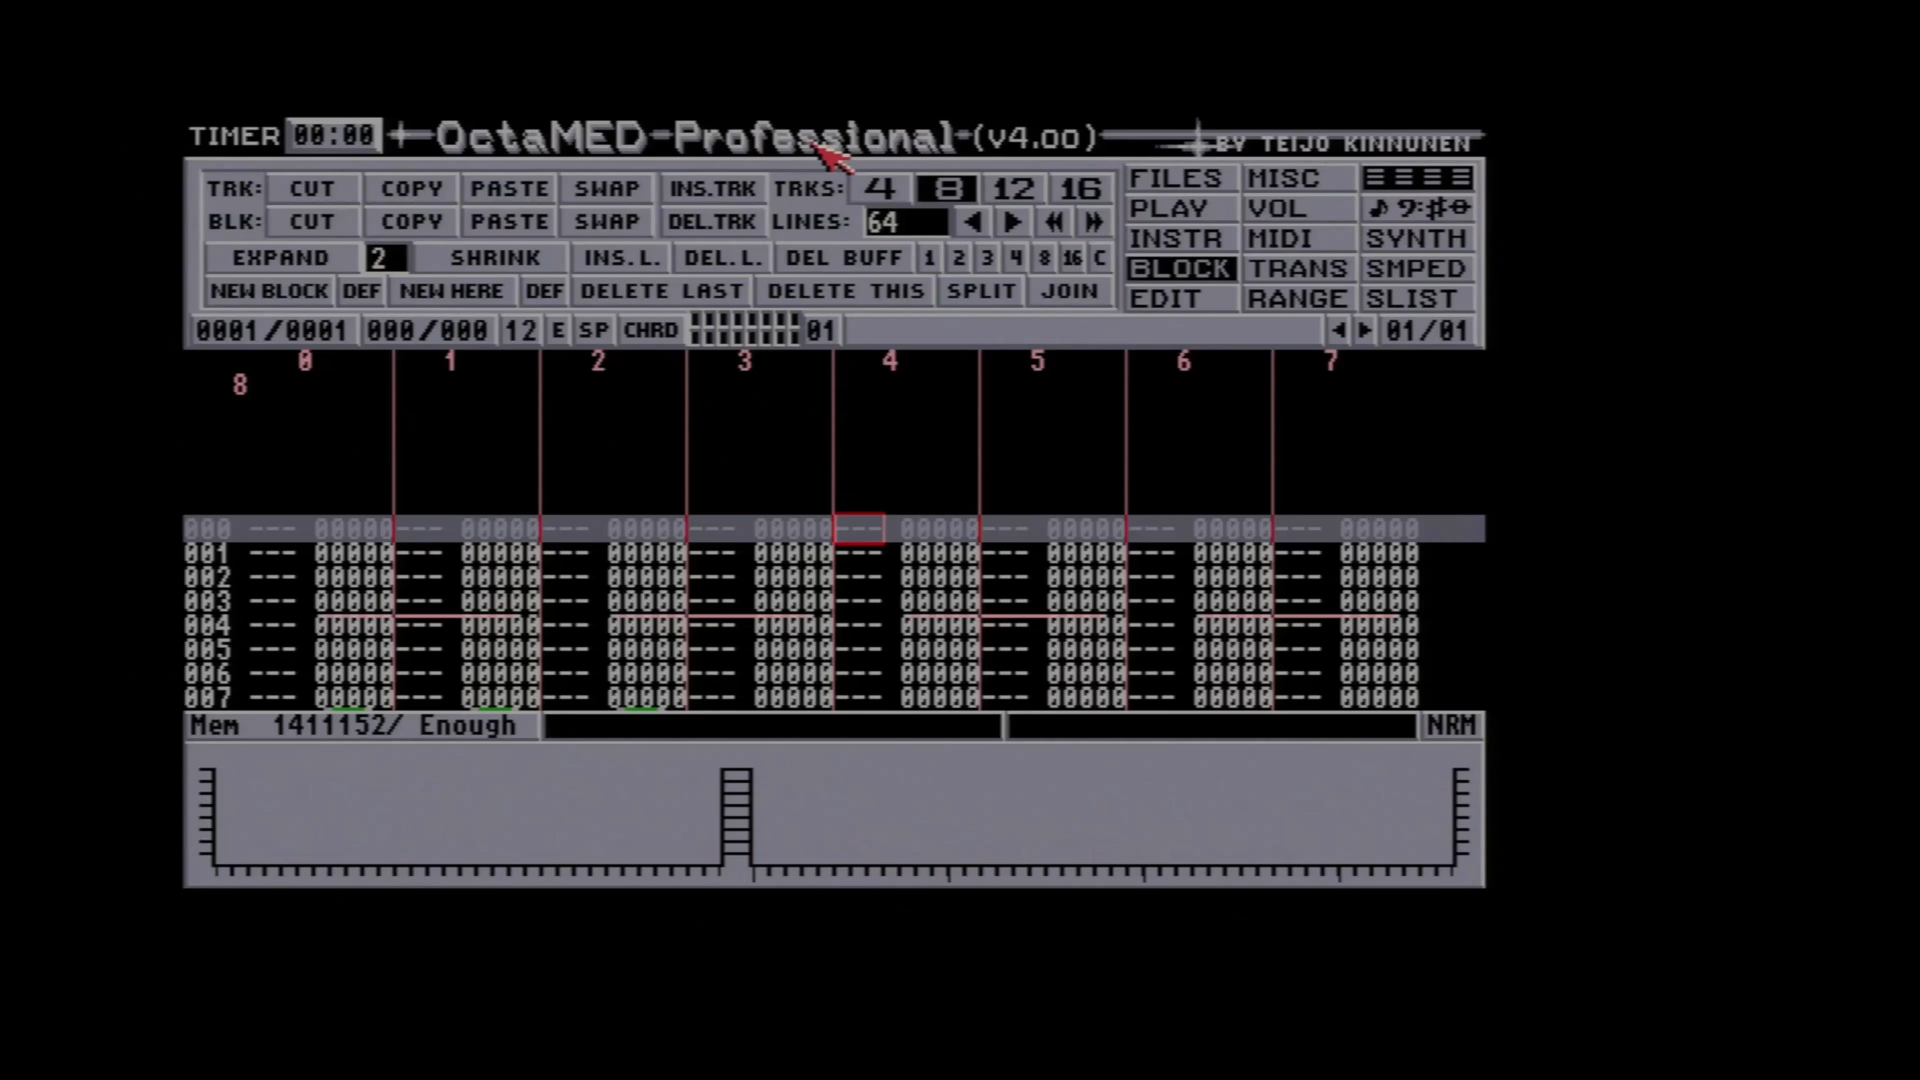 TIMER 00:00 OctaMED-Professional-(v4.00) BY TEIJO KINNUNEN
TRK: CUT COPY PASTE SWAP INS.TRK TRKS: 4 8 12 16
BLK: CUT COPY PASTE SWAP DEL.TRK LINES: 64
EXPAND 2 SHRINK INS.L. DEL.L. DEL BUFF 1 2 3 4 8 16 C
NEW BLOCK DEF NEW HERE DEF DELETE LAST DELETE THIS SPLIT JOIN
FILES MISC
PLAY VOL
INSTR MIDI SYNTH
BLOCK TRANS SMPED
EDIT RANGE SLIST
0001/0001 000/000 12 E SP CHRD 01 01/01
0 1 2 3 4 5 6 7
8
000 --- 00000 --- 00000 --- 00000 --- 00000 --- 00000 --- 00000 --- 00000 --- 00000
001 --- 00000 --- 00000 --- 00000 --- 00000 --- 00000 --- 00000 --- 00000 --- 00000
002 --- 00000 --- 00000 --- 00000 --- 00000 --- 00000 --- 00000 --- 00000 --- 00000
003 --- 00000 --- 00000 --- 00000 --- 00000 --- 00000 --- 00000 --- 00000 --- 00000
004 --- 00000 --- 00000 --- 00000 --- 00000 --- 00000 --- 00000 --- 00000 --- 00000
005 --- 00000 --- 00000 --- 00000 --- 00000 --- 00000 --- 00000 --- 00000 --- 00000
006 --- 00000 --- 00000 --- 00000 --- 00000 --- 00000 --- 00000 --- 00000 --- 00000
007 --- 00000 --- 00000 --- 00000 --- 00000 --- 00000 --- 00000 --- 00000 --- 00000
Mem 1411152/ Enough NRM